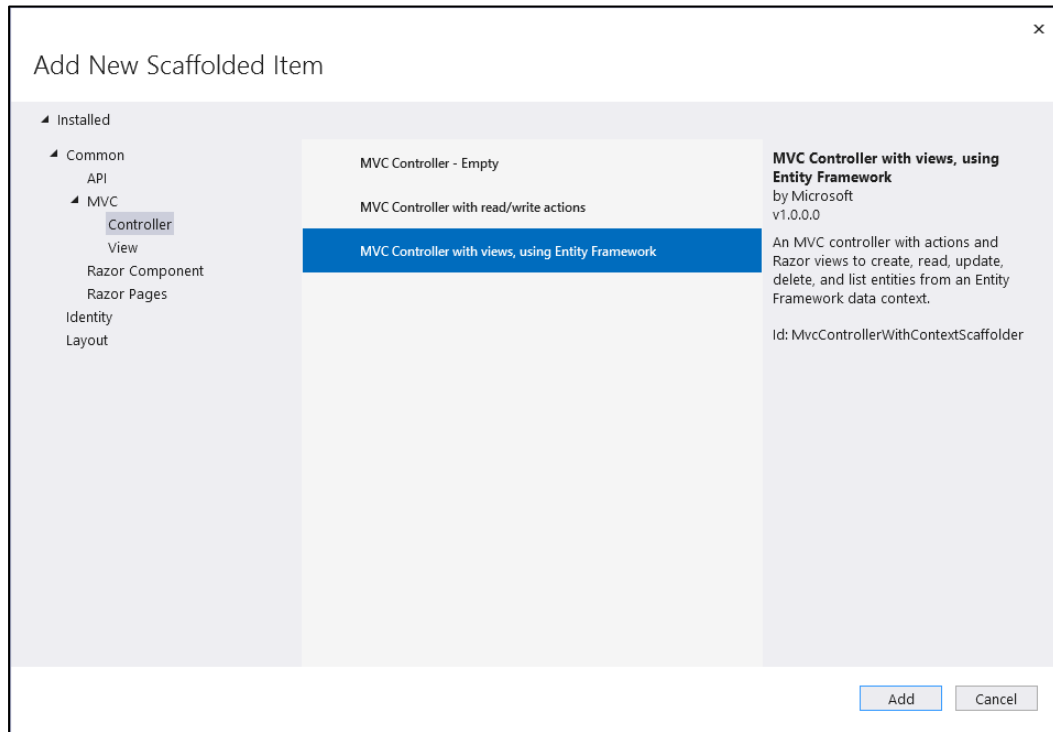 ×
Add New Scaffolded Item
Installed
Common
API
MVC
Controller
View
Razor Component
Razor Pages
Identity
Layout
MVC Controller - Empty
MVC Controller with read/write actions
MVC Controller with views, using Entity Framework
MVC Controller with views, using
Entity Framework
by Microsoft
v1.0.0.0
An MVC controller with actions and
Razor views to create, read, update,
delete, and list entities from an Entity
Framework data context.
Id: MvcControllerWithContextScaffolder
Add
Cancel